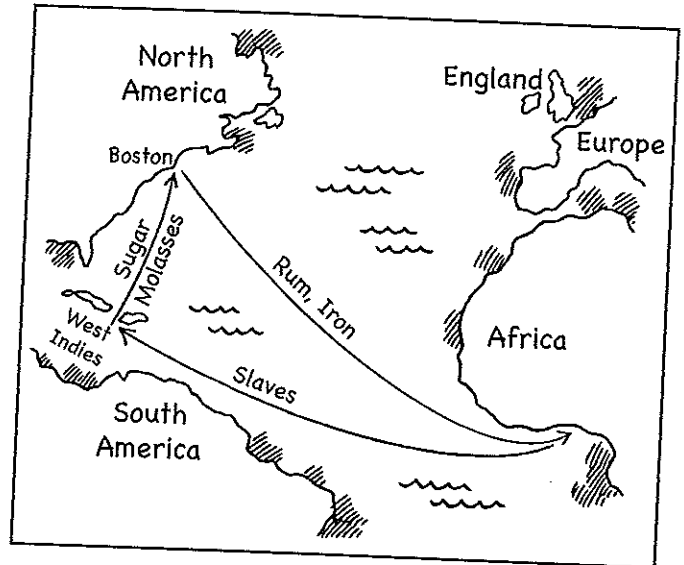 North
America
England
Europe
Boston
Sugar
Molasses
Rum, Iron
West
Indies
Africa
Slaves
South
America